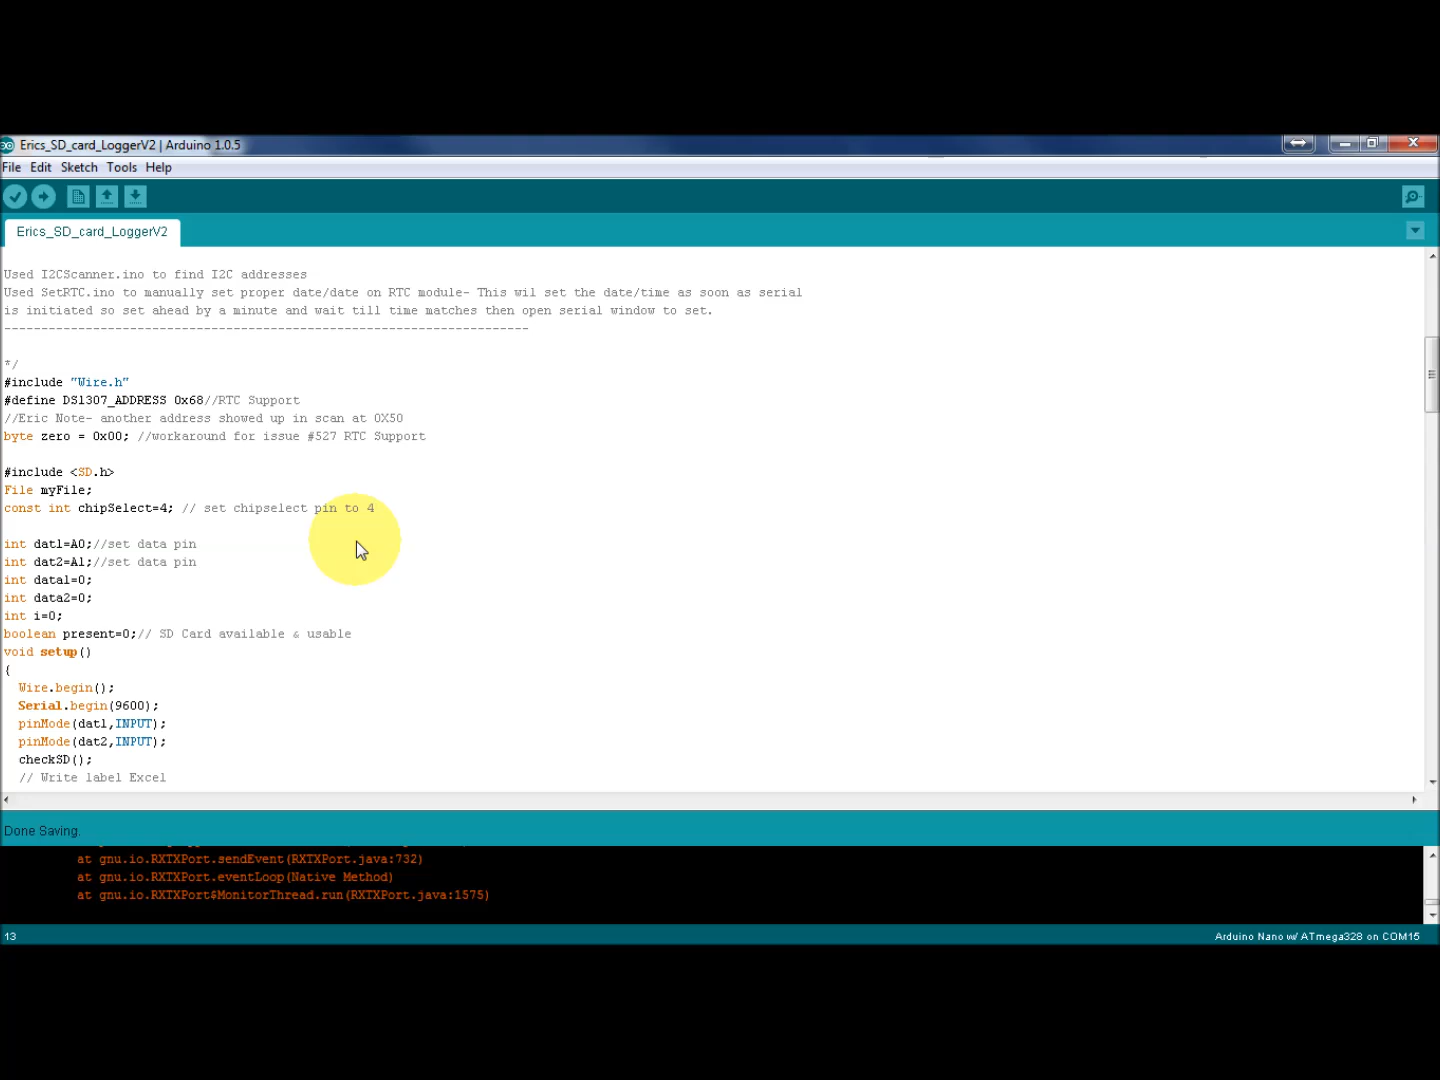 Erics_SD_card_LoggerV2 | Arduino 1.0.5
File Edit Sketch Tools Help
Erics_SD_card_LoggerV2
Used I2CScanner.ino to find I2C addresses
Used SetRTC.ino to manually set proper date/date on RTC module- This wil set the date/time as soon as serial
is initiated so set ahead by a minute and wait till time matches then open serial window to set.
-----------------------------------------------------------------------
*/
#include "Wire.h"
#define DS1307_ADDRESS 0x68//RTC Support
//Eric Note- another address showed up in scan at 0X50
byte zero = 0x00; //workaround for issue #527 RTC Support
#include <SD.h>
File myFile;
const int chipSelect=4; // set chipselect pin to 4
int dat1=A0;//set data pin
int dat2=A1;//set data pin
int data1=0;
int data2=0;
int i=0;
boolean present=0;// SD Card available & usable
void setup()
{
Wire.begin();
Serial.begin(9600);
pinMode(dat1,INPUT);
pinMode(dat2,INPUT);
checkSD();
// Write label Excel
Done Saving.
at gnu.io.RXTXPort.sendEvent(RXTXPort.java:732)
at gnu.io.RXTXPort.eventLoop(Native Method)
at gnu.io.RXTXPort$MonitorThread.run(RXTXPort.java:1575)
13
Arduino Nano w/ ATmega328 on COM15